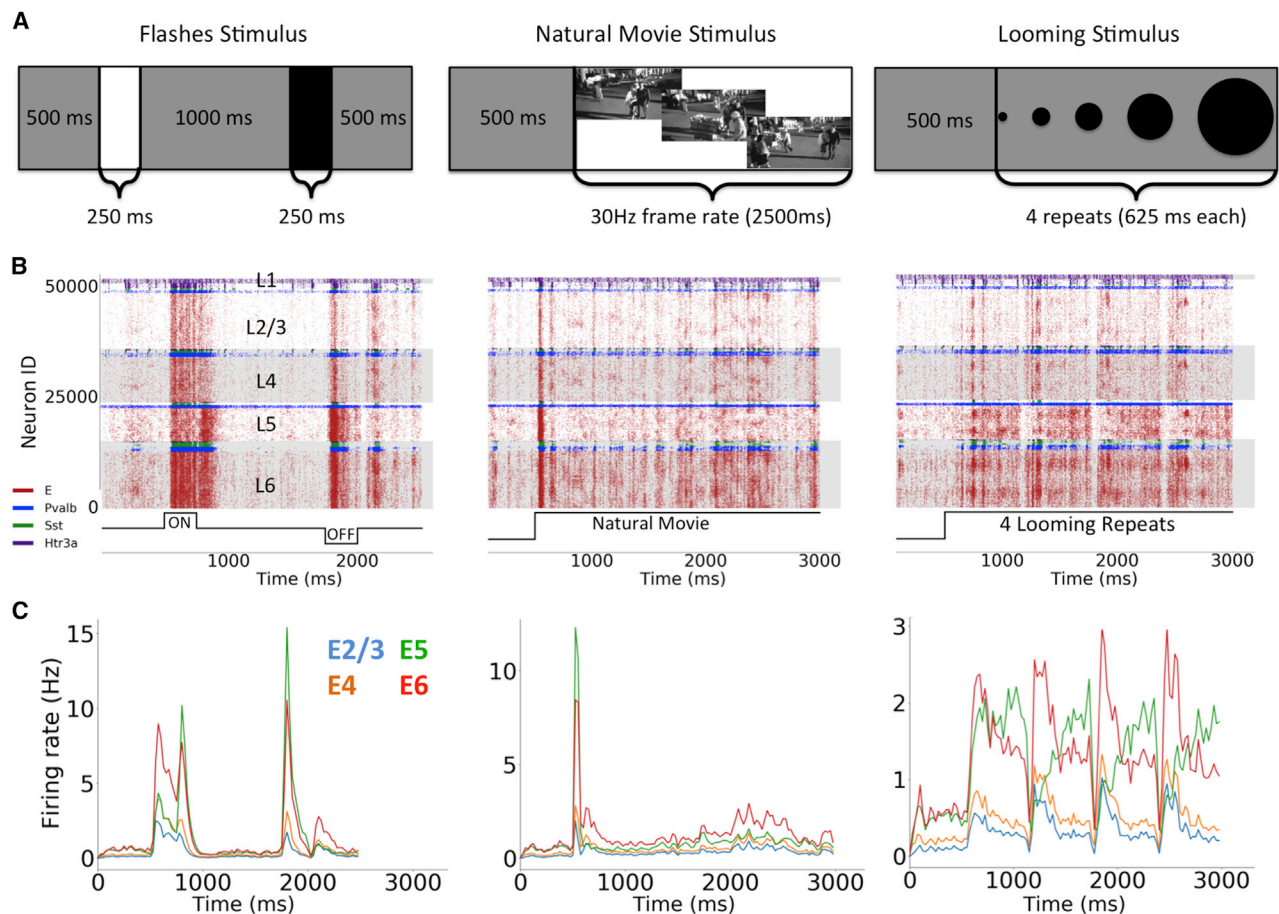 A
Flashes Stimulus
Natural Movie Stimulus
Looming Stimulus
500 ms
1000 ms
500 ms
500 ms
500 ms
250 ms
250 ms
30Hz frame rate (2500ms)
4 repeats (625 ms each)
B
Neuron ID
50000
25000
0
L1
L2/3
L4
L5
L6
E
Pvalb
Sst
Htr3a
ON
OFF
Natural Movie
4 Looming Repeats
1000 2000
Time (ms)
1000 2000 3000
Time (ms)
1000 2000 3000
Time (ms)
C
Firing rate (Hz)
15
10
5
0
E2/3 E5
E4 E6
10
5
0
3
2
1
0
0 1000 2000 3000
Time (ms)
0 1000 2000 3000
Time (ms)
0 1000 2000 3000
Time (ms)